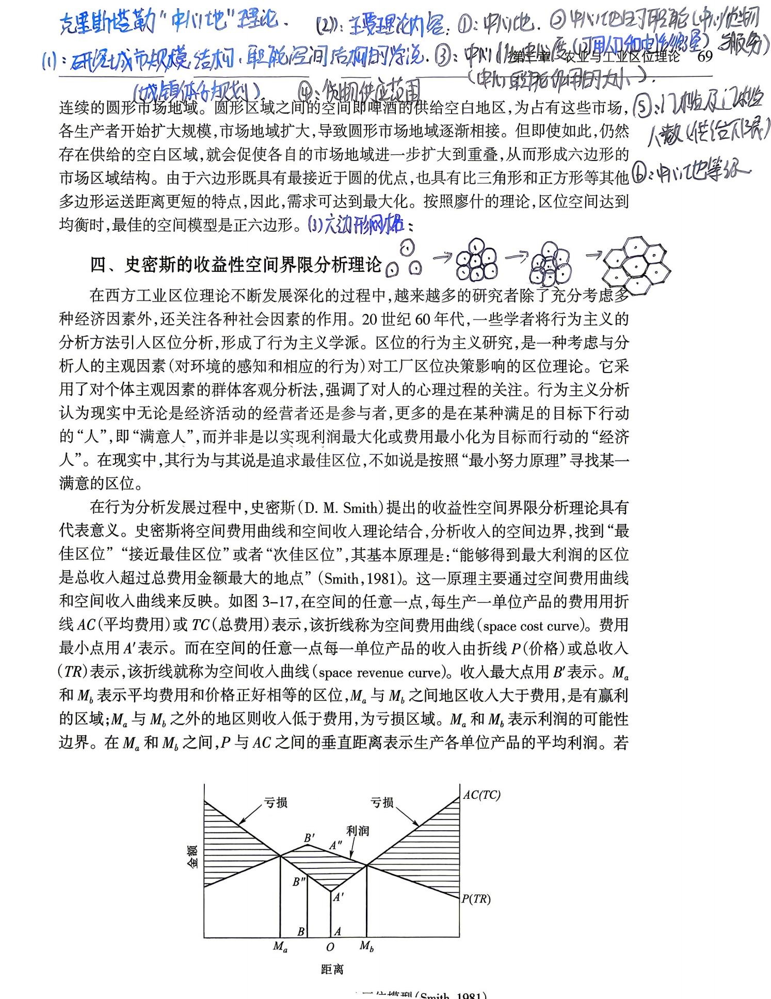 克里斯塔勒“中心地”理论.
(2): 主要理论内容. ①: 中心地. ②中心地的职能(中心货物与服务)
(1): 研究城市规模结构、职能空间结构的学说. ③: 中心度(可用人口和电话数衡量)
第三章 农业与工业区位理论 69
(中心职能作用的大小).
(城镇体系规划) ④: 货物供应范围
⑤: 门槛及门槛
人数(供给下限)
⑥: 中心地等级
连续的圆形市场地域。圆形区域之间的空间即啤酒的供给空白地区,为占有这些市场,
各生产者开始扩大规模,市场地域扩大,导致圆形市场地域逐渐相接。但即使如此,仍然
存在供给的空白区域,就会促使各自的市场地域进一步扩大到重叠,从而形成六边形的
市场区域结构。由于六边形既具有最接近于圆的优点,也具有比三角形和正方形等其他
多边形运送距离更短的特点,因此,需求可达到最大化。按照廖什的理论,区位空间达到
均衡时,最佳的空间模型是正六边形。
(3)六边形网格:
四、史密斯的收益性空间界限分析理论
在西方工业区位理论不断发展深化的过程中,越来越多的研究者除了充分考虑多
种经济因素外,还关注各种社会因素的作用。20 世纪 60 年代,一些学者将行为主义的
分析方法引入区位分析,形成了行为主义学派。区位的行为主义研究,是一种考虑与分
析人的主观因素(对环境的感知和相应的行为)对工厂区位决策影响的区位理论。它采
用了对个体主观因素的群体客观分析法,强调了对人的心理过程的关注。行为主义分析
认为现实中无论是经济活动的经营者还是参与者,更多的是在某种满足的目标下行动
的“人”,即“满意人”,而并非是以实现利润最大化或费用最小化为目标而行动的“经济
人”。在现实中,其行为与其说是追求最佳区位,不如说是按照“最小努力原理”寻找某一
满意的区位。
在行为分析发展过程中,史密斯(D. M. Smith)提出的收益性空间界限分析理论具有
代表意义。史密斯将空间费用曲线和空间收入理论结合,分析收入的空间边界,找到“最
佳区位”“接近最佳区位”或者“次佳区位”,其基本原理是:“能够得到最大利润的区位
是总收入超过总费用金额最大的地点”(Smith,1981)。这一原理主要通过空间费用曲线
和空间收入曲线来反映。如图 3-17,在空间的任意一点,每生产一单位产品的费用用折
线 AC(平均费用)或 TC(总费用)表示,该折线称为空间费用曲线(space cost curve)。费用
最小点用 A′表示。而在空间的任意一点每一单位产品的收入由折线 P(价格)或总收入
(TR)表示,该折线就称为空间收入曲线(space revenue curve)。收入最大点用 B′表示。Ma
和 Mb 表示平均费用和价格正好相等的区位,Ma 与 Mb 之间地区收入大于费用,是有赢利
的区域;Ma 与 Mb 之外的地区则收入低于费用,为亏损区域。Ma 和 Mb 表示利润的可能性
边界。在 Ma 和 Mb 之间,P 与 AC 之间的垂直距离表示生产各单位产品的平均利润。若
AC(TC)
亏损
亏损
利润
B′
A″
金额
B″
A′
P(TR)
B
A
Ma
O
Mb
距离
位模型(Smith, 1981)